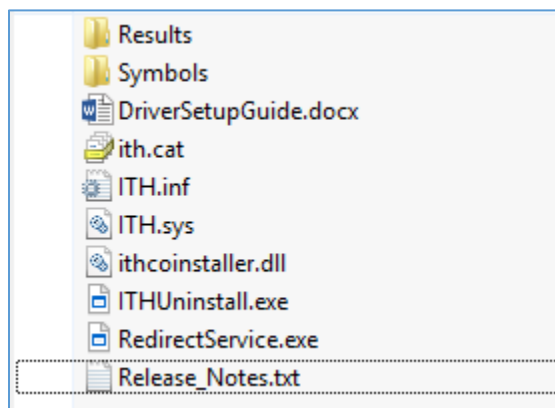 Results
Symbols
DriverSetupGuide.docx
ith.cat
ITH.inf
ITH.sys
ithcoinstaller.dll
ITHUninstall.exe
RedirectService.exe
Release_Notes.txt